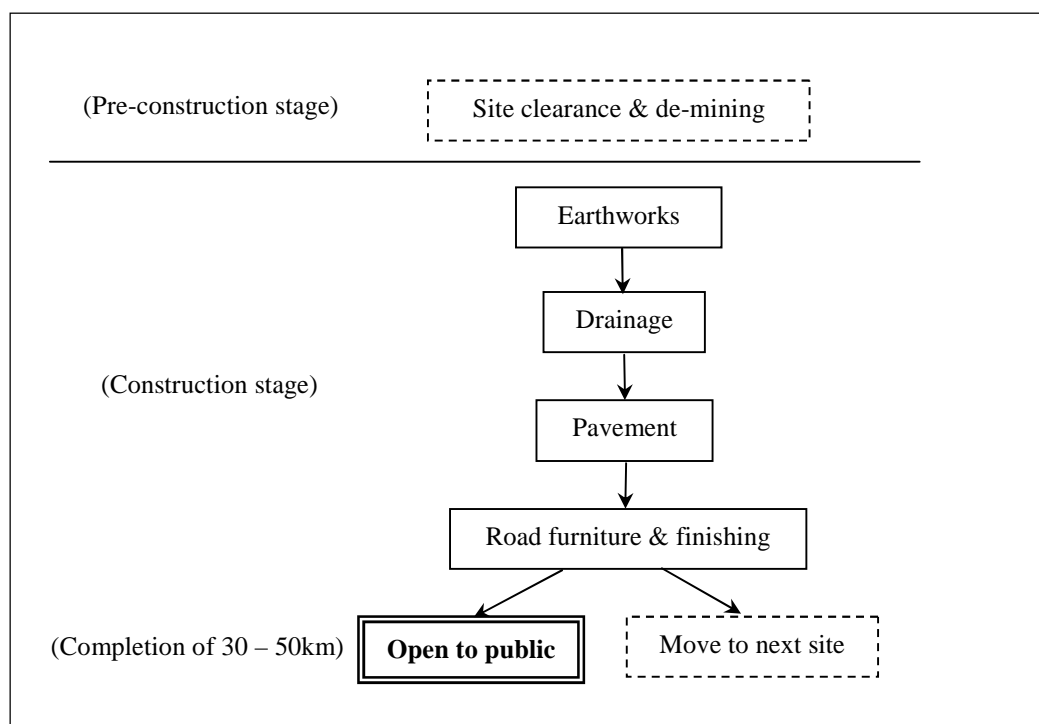 (Pre-construction stage)
Site clearance & de-mining
Earthworks
Drainage
(Construction stage)
Pavement
Road furniture & finishing
(Completion of 30 – 50km)
Open to public
Move to next site